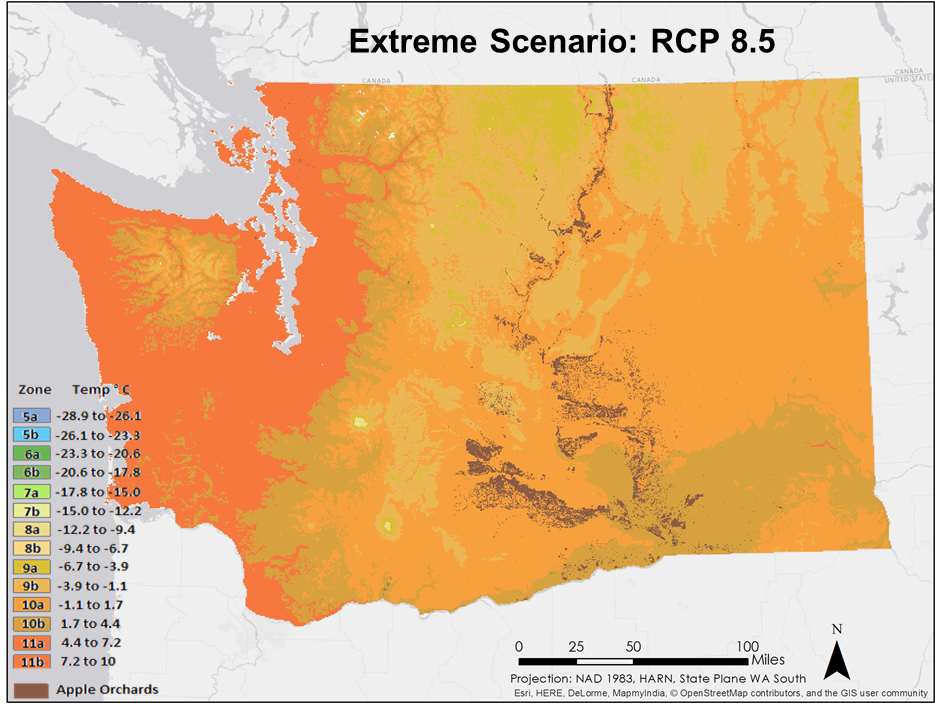 Extreme Scenario: RCP 8.5
CANADA
CANADA
CANADA
UNITED STATES
Zone Temp °C
5a -28.9 to -26.1
5b -26.1 to -23.3
6a -23.3 to -20.6
6b -20.6 to -17.8
7a -17.8 to -15.0
7b -15.0 to -12.2
8a -12.2 to -9.4
8b -9.4 to -6.7
9a -6.7 to -3.9
9b -3.9 to -1.1
10a -1.1 to 1.7
10b 1.7 to 4.4
11a 4.4 to 7.2
11b 7.2 to 10
Apple Orchards
N
0 25 50 100
Miles
Projection: NAD 1983, HARN, State Plane WA South
Esri, HERE, DeLorme, MapmyIndia, © OpenStreetMap contributors, and the GIS user community